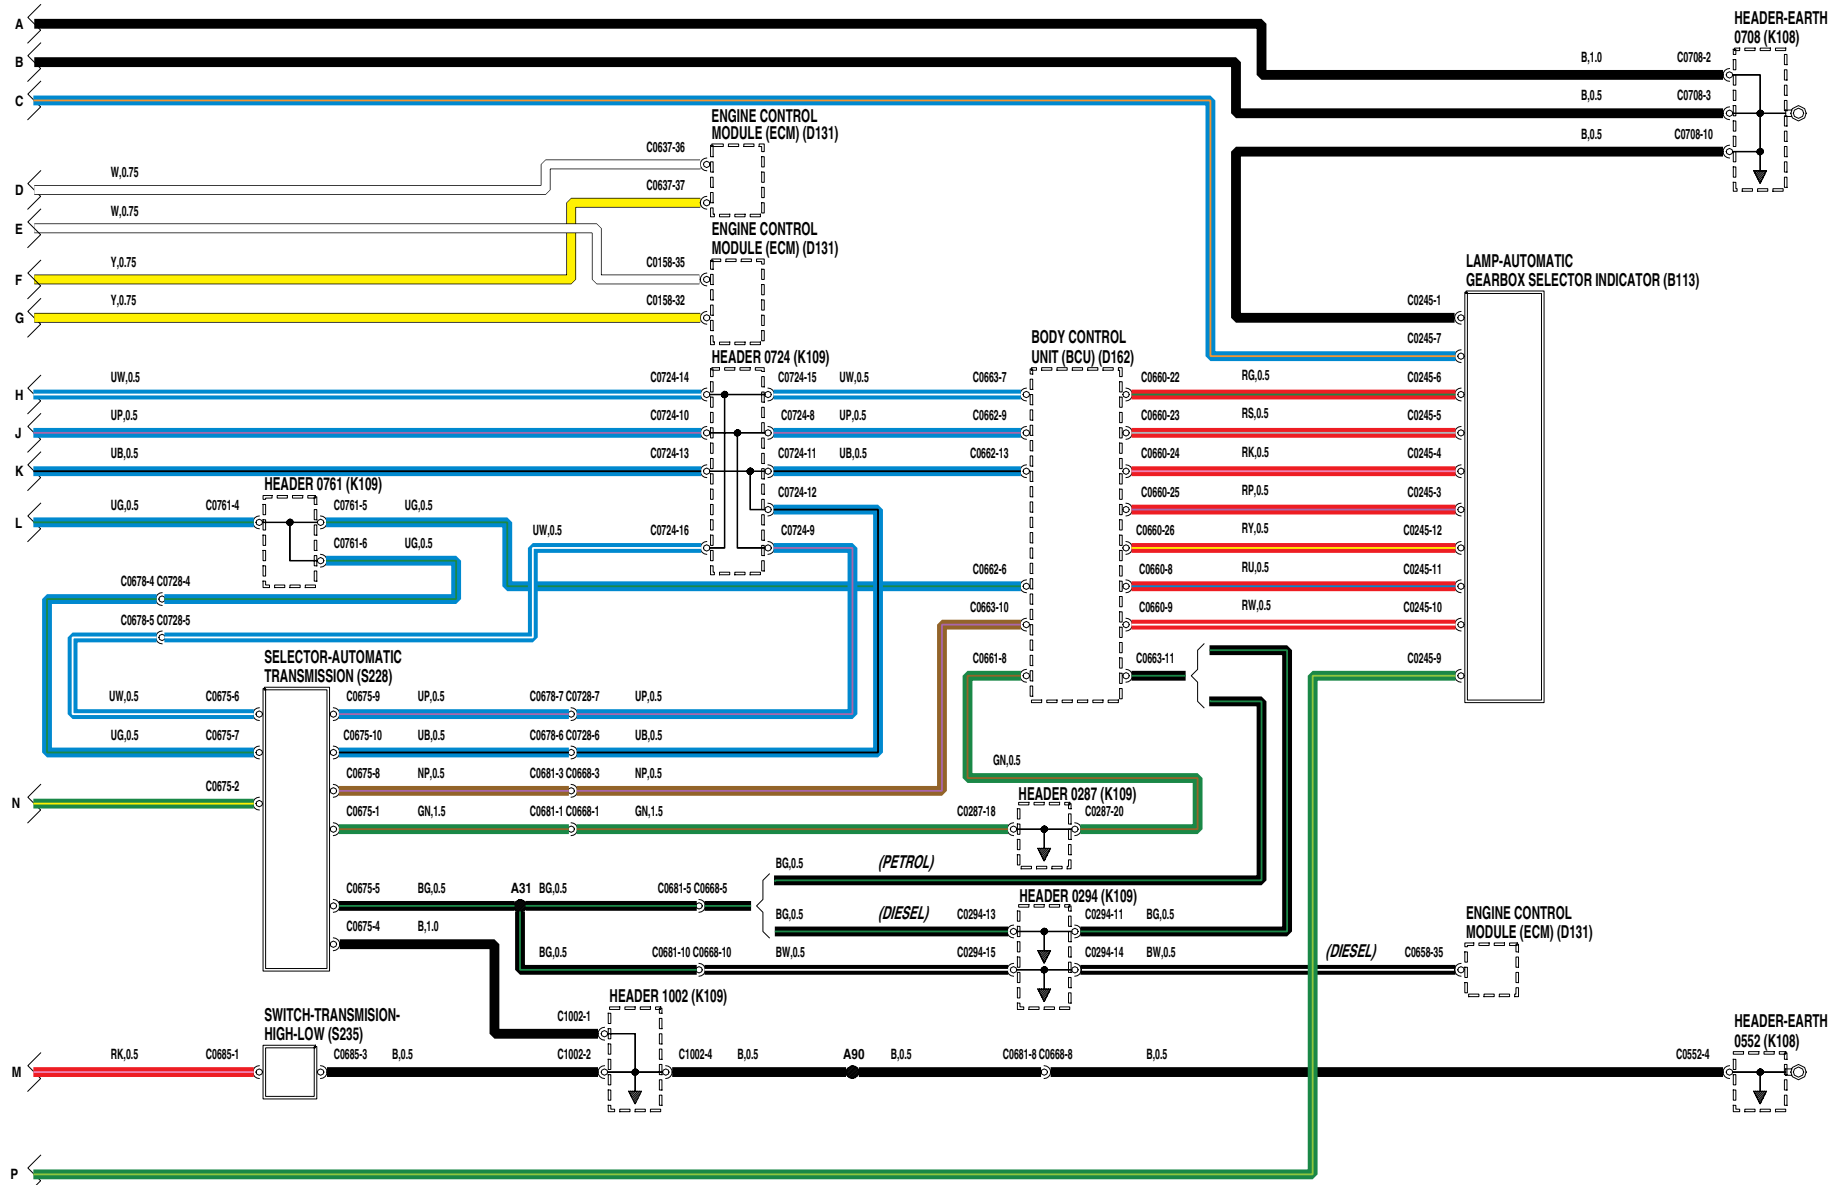 A
HEADER-EARTH
0708 (K108)
B,1.0 C0708-2
B
C
B,0.5 C0708-3
ENGINE CONTROL
MODULE (ECM) (D131)
B,0.5 C0708-10
C0637-36
D W,0.75
C0637-37
E W,0.75
ENGINE CONTROL
MODULE (ECM) (D131)
F Y,0.75 C0158-35
LAMP-AUTOMATIC
GEARBOX SELECTOR INDICATOR (B113)
G Y,0.75 C0158-32
C0245-1
BODY CONTROL
UNIT (BCU) (D162)
C0245-7
HEADER 0724 (K109)
H UW,0.5 C0724-14 C0724-15 UW,0.5 C0663-7 C0660-22 RG,0.5 C0245-6
J UP,0.5 C0724-10 C0724-8 UP,0.5 C0662-9 C0660-23 RS,0.5 C0245-5
K UB,0.5 C0724-13 C0724-11 UB,0.5 C0662-13 C0660-24 RK,0.5 C0245-4
HEADER 0761 (K109)
C0724-12 C0660-25 RP,0.5 C0245-3
L UG,0.5 C0761-4 C0761-5 UG,0.5
UW,0.5 C0724-16 C0724-9 C0660-26 RY,0.5 C0245-12
C0761-6 UG,0.5
C0662-6 C0660-8 RU,0.5 C0245-11
C0678-4 C0728-4
C0663-10 C0660-9 RW,0.5 C0245-10
C0678-5 C0728-5
SELECTOR-AUTOMATIC
TRANSMISSION (S228)
C0661-8 C0663-11 C0245-9
UW,0.5 C0675-6 C0675-9 UP,0.5 C0678-7 C0728-7 UP,0.5
UG,0.5 C0675-7 C0675-10 UB,0.5 C0678-6 C0728-6 UB,0.5
GN,0.5
C0675-8 NP,0.5 C0681-3 C0668-3 NP,0.5
N C0675-2
HEADER 0287 (K109)
C0675-1 GN,1.5 C0681-1 C0668-1 GN,1.5 C0287-18 C0287-20
BG,0.5 (PETROL)
C0675-5 BG,0.5 A31 BG,0.5 C0681-5 C0668-5
HEADER 0294 (K109)
BG,0.5 (DIESEL) C0294-13 C0294-11 BG,0.5
ENGINE CONTROL
MODULE (ECM) (D131)
C0675-4 B,1.0
BG,0.5 C0681-10 C0668-10 BW,0.5 C0294-15 C0294-14 BW,0.5 (DIESEL) C0658-35
HEADER 1002 (K109)
SWITCH-TRANSMISION-
HIGH-LOW (S235)
C1002-1
HEADER-EARTH
0552 (K108)
M RK,0.5 C0685-1 C0685-3 B,0.5 C1002-2 C1002-4 B,0.5 A90 B,0.5 C0681-8 C0668-8 B,0.5 C0552-4
P